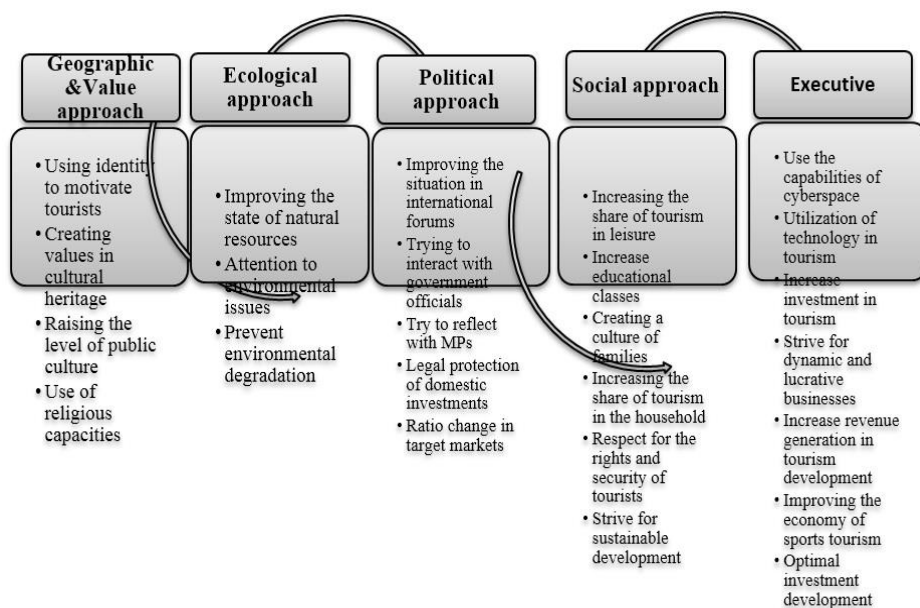 Geographic
&Value
approach
• Using identity
to motivate
tourists
• Creating
values in
cultural
heritage
• Raising the
level of public
culture
• Use of
religious
capacities
Ecological
approach
• Improving the
state of natural
resources
• Attention to
environmental
issues
• Prevent
environmental
degradation
Political
approach
• Improving the
situation in
international
forums
• Trying to
interact with
government
officials
• Try to reflect
with MPs
• Legal protection
of domestic
investments
• Ratio change in
target markets
Social approach
• Increasing the
share of tourism
in leisure
• Increase
educational
classes
• Creating a
culture of
families
• Increasing the
share of tourism
in the household
• Respect for the
rights and
security of
tourists
• Strive for
sustainable
development
Executive
• Use the
capabilities of
cyberspace
• Utilization of
technology in
tourism
• Increase
investment in
tourism
• Strive for
dynamic and
lucrative
businesses
• Increase revenue
generation in
tourism
development
• Improving the
economy of
sports tourism
• Optimal
investment
development